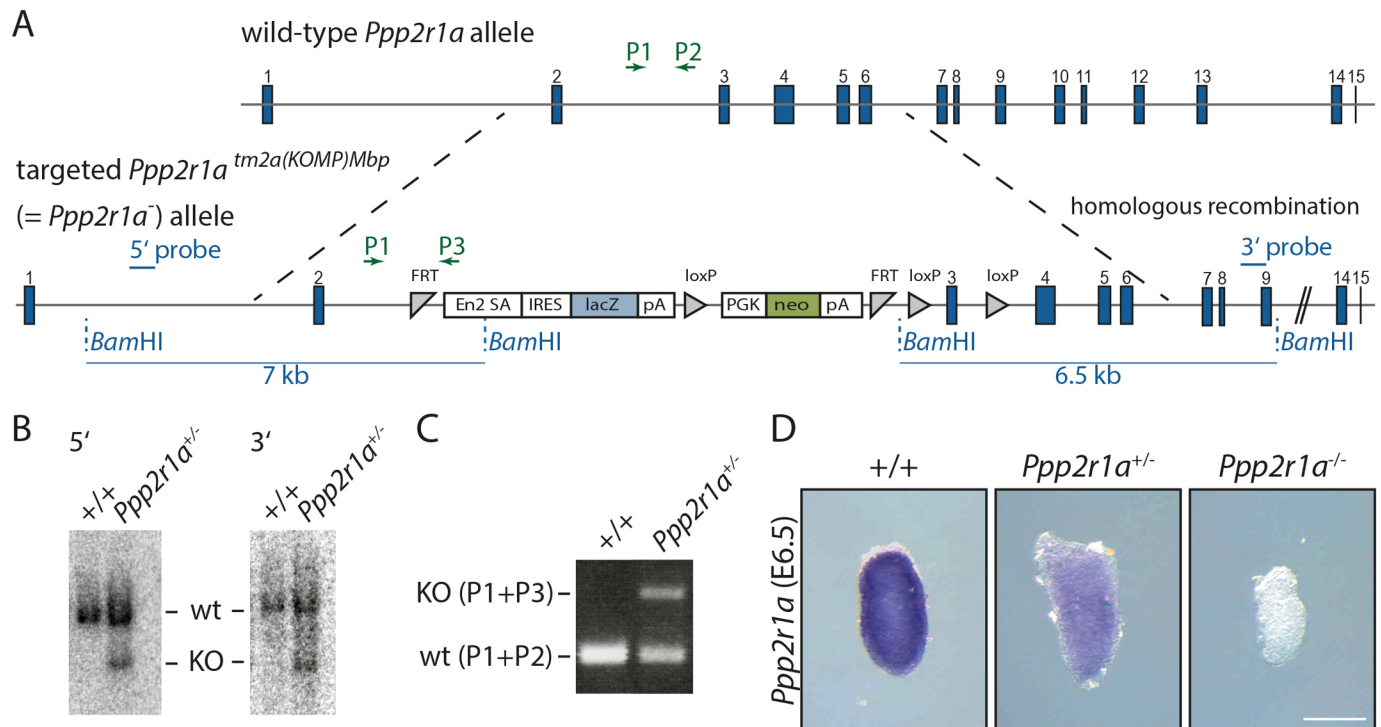 A
wild-type Ppp2r1a allele
P1 P2
1 2 3 4 5 6 7 8 9 10 11 12 13 14 15
targeted Ppp2r1a tm2a(KOMP)Mbp
(= Ppp2r1a-) allele
homologous recombination
5‘ probe
P1 P3
3‘ probe
FRT loxP FRT loxP loxP
1 2 3 4 5 6 7 8 9 14 15
En2 SA IRES lacZ pA PGK neo pA
BamHI BamHI BamHI BamHI
7 kb 6.5 kb
B
5‘ 3‘
+/+ Ppp2r1a+/- +/+ Ppp2r1a+/-
– wt –
– KO –
C
+/+ Ppp2r1a+/-
KO (P1+P3) –
wt (P1+P2) –
D
+/+ Ppp2r1a+/- Ppp2r1a-/-
Ppp2r1a (E6.5)